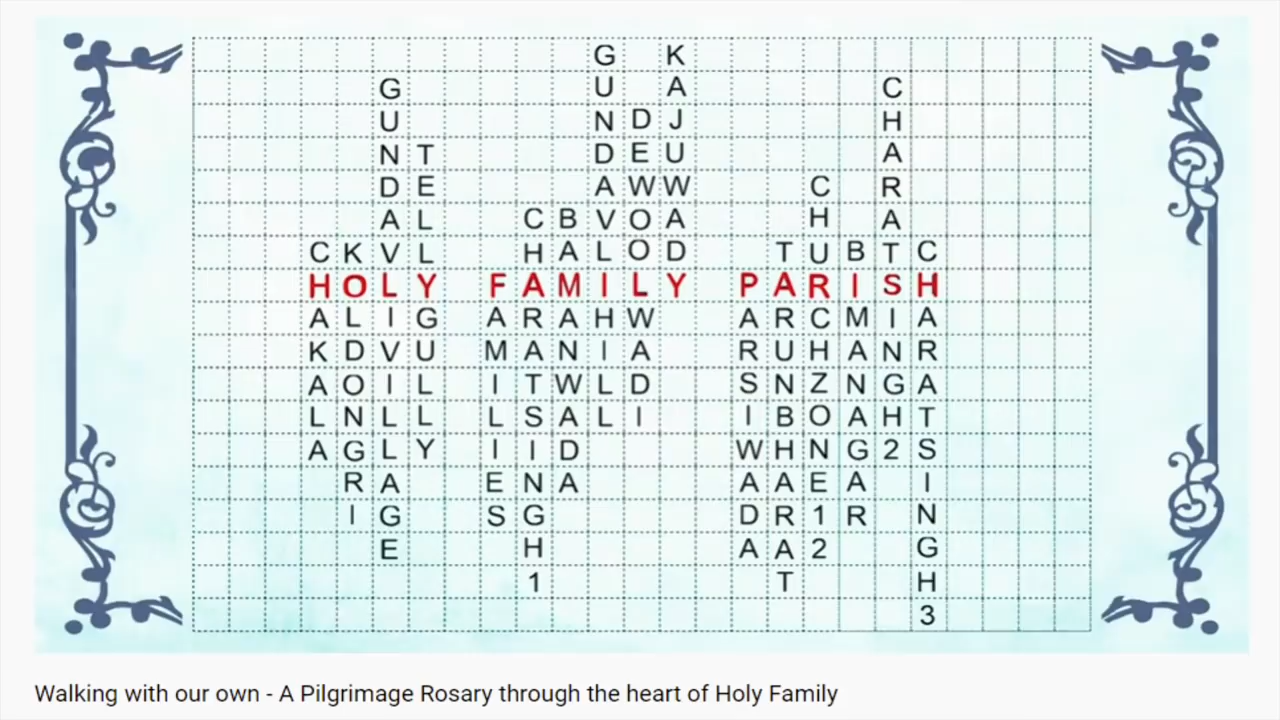 HOLY FAMILY PARISH
CHAKALA
KOLDONGRI
GUNDAVLIVILLAGE
TELLYGULLY
FAMILIES
CHARATSINGH1
BAMANWADA
GUNDAVLIHILL
DEWOOLWADI
KAJUWADY
PARSIWADA
TARUNBHARAT
CHURCHZONE12
BIMANAGAR
CHARATSINGH2
CHARATSINGH3
Walking with our own - A Pilgrimage Rosary through the heart of Holy Family